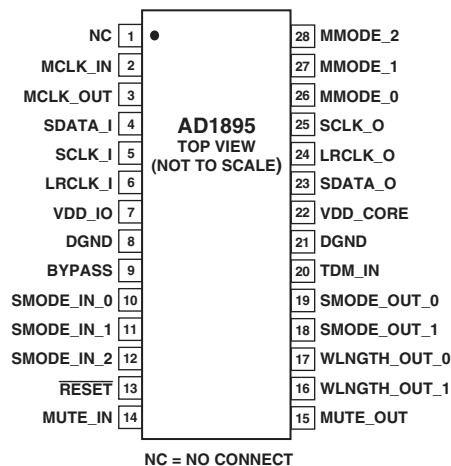 NC 1 28 MMODE_2
MCLK_IN 2 27 MMODE_1
MCLK_OUT 3 26 MMODE_0
SDATA_I 4 AD1895 25 SCLK_O
SCLK_I 5 TOP VIEW 24 LRCLK_O
LRCLK_I 6 (NOT TO SCALE) 23 SDATA_O
VDD_IO 7 22 VDD_CORE
DGND 8 21 DGND
BYPASS 9 20 TDM_IN
SMODE_IN_0 10 19 SMODE_OUT_0
SMODE_IN_1 11 18 SMODE_OUT_1
SMODE_IN_2 12 17 WLNGTH_OUT_0
RESET 13 16 WLNGTH_OUT_1
MUTE_IN 14 15 MUTE_OUT
NC = NO CONNECT